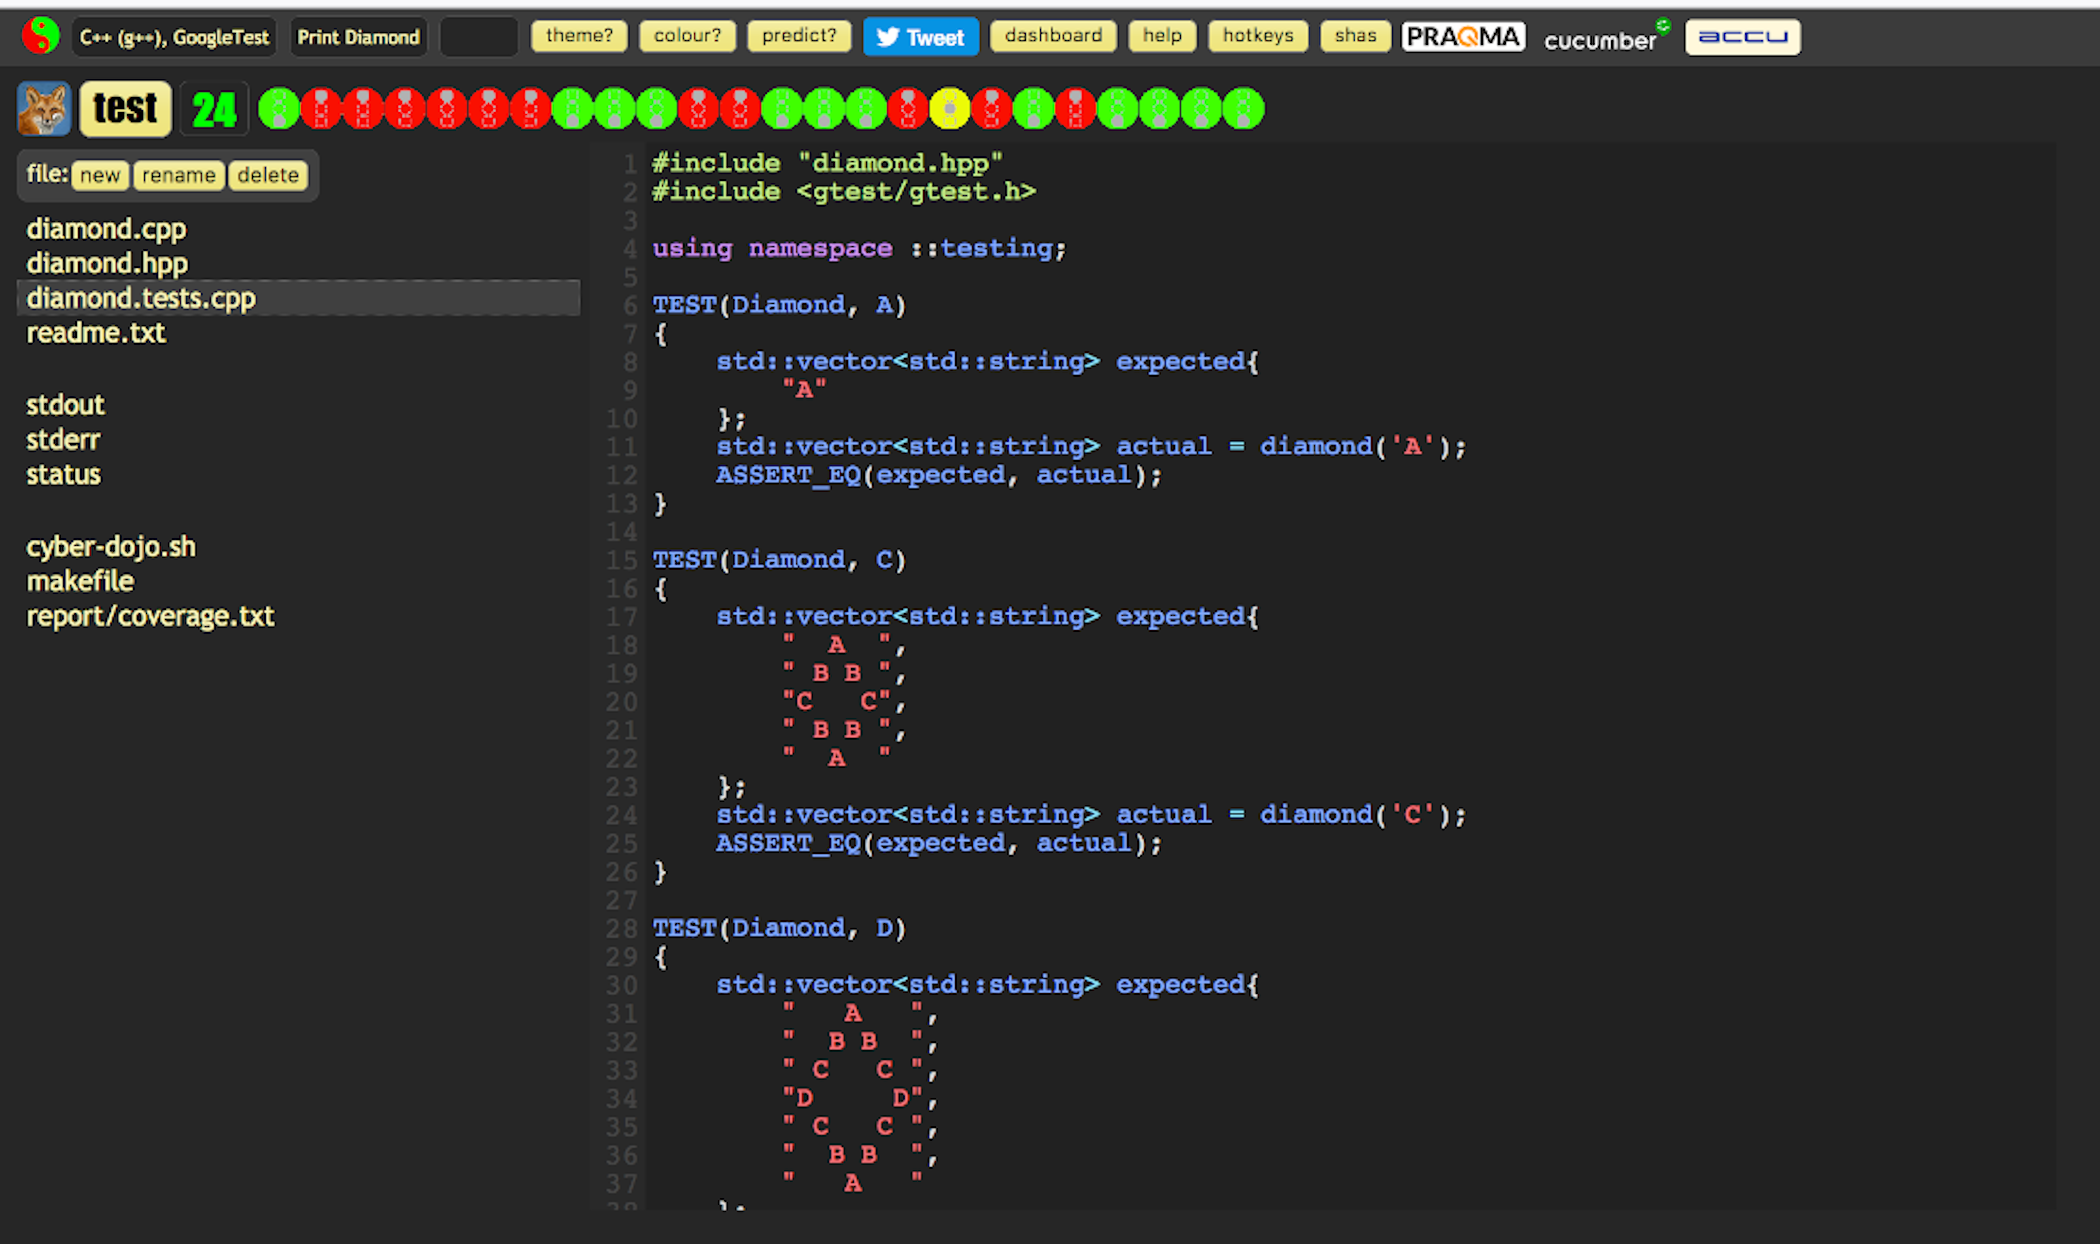 C++ (g++), GoogleTest Print Diamond theme? colour? predict? Tweet dashboard help hotkeys shas PRAQMA cucumber accu
test 24
file: new rename delete
diamond.cpp
diamond.hpp
diamond.tests.cpp
readme.txt
stdout
stderr
status
cyber-dojo.sh
makefile
report/coverage.txt
1 #include "diamond.hpp"
2 #include <gtest/gtest.h>
3
4 using namespace ::testing;
5
6 TEST(Diamond, A)
7 {
8     std::vector<std::string> expected{
9         "A"
10     };
11     std::vector<std::string> actual = diamond('A');
12     ASSERT_EQ(expected, actual);
13 }
14
15 TEST(Diamond, C)
16 {
17     std::vector<std::string> expected{
18         "  A  ",
19         " B B ",
20         "C   C",
21         " B B ",
22         "  A  "
23     };
24     std::vector<std::string> actual = diamond('C');
25     ASSERT_EQ(expected, actual);
26 }
27
28 TEST(Diamond, D)
29 {
30     std::vector<std::string> expected{
31         "   A   ",
32         "  B B  ",
33         " C   C ",
34         "D     D",
35         " C   C ",
36         "  B B  ",
37         "   A   "
38     };